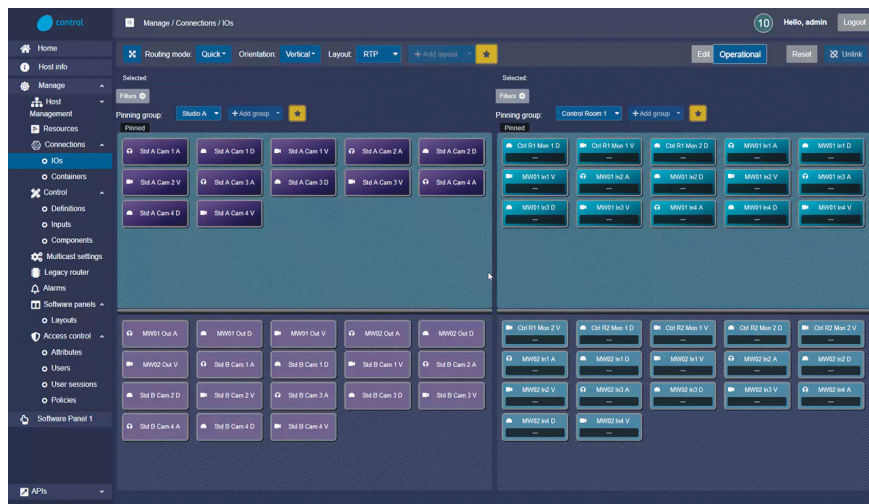 control
Manage / Connections / IOs
10 Hello, admin Logout
Home
Host info
Manage
Host Management
Resources
Connections
IOs
Containers
Control
Definitions
Inputs
Components
Multicast settings
Legacy router
Alarms
Software panels
Layouts
Access control
Attributes
Users
User sessions
Policies
Software Panel 1
APIs
Routing mode: Quick Orientation: Vertical Layout: RTP +Add layout Edit Operational Reset Unlink
Selected:
Filters
Pinning group: Studio A +Add group
Pinned
Std A Cam 1 A Std A Cam 1 D Std A Cam 1 V Std A Cam 2 A Std A Cam 2 D
Std A Cam 2 V Std A Cam 3 A Std A Cam 3 D Std A Cam 3 V Std A Cam 4 A
Std A Cam 4 D Std A Cam 4 V
MW01 Out A MW01 Out D MW01 Out V MW02 Out A MW02 Out D
MW02 Out V Std B Cam 1 A Std B Cam 1 D Std B Cam 1 V Std B Cam 2 A
Std B Cam 2 D Std B Cam 2 V Std B Cam 3 A Std B Cam 3 D Std B Cam 3 V
Std B Cam 4 A Std B Cam 4 D Std B Cam 4 V
Selected:
Filters
Pinning group: Control Room 1 +Add group
Pinned
Ctrl R1 Mon 1 D Ctrl R1 Mon 1 V Ctrl R1 Mon 2 D MW01 In1 A MW01 In1 D
MW01 In1 V MW01 In2 A MW01 In2 D MW01 In2 V MW01 In3 A
MW01 In3 D MW01 In3 V MW01 In4 A MW01 In4 D MW01 In4 V
Ctrl R1 Mon 2 V Ctrl R2 Mon 1 D Ctrl R2 Mon 1 V Ctrl R2 Mon 2 D Ctrl R2 Mon 2 V
MW02 In1 A MW02 In1 D MW02 In1 V MW02 In2 A MW02 In2 D
MW02 In2 V MW02 In3 A MW02 In3 D MW02 In3 V MW02 In4 A
MW02 In4 D MW02 In4 V